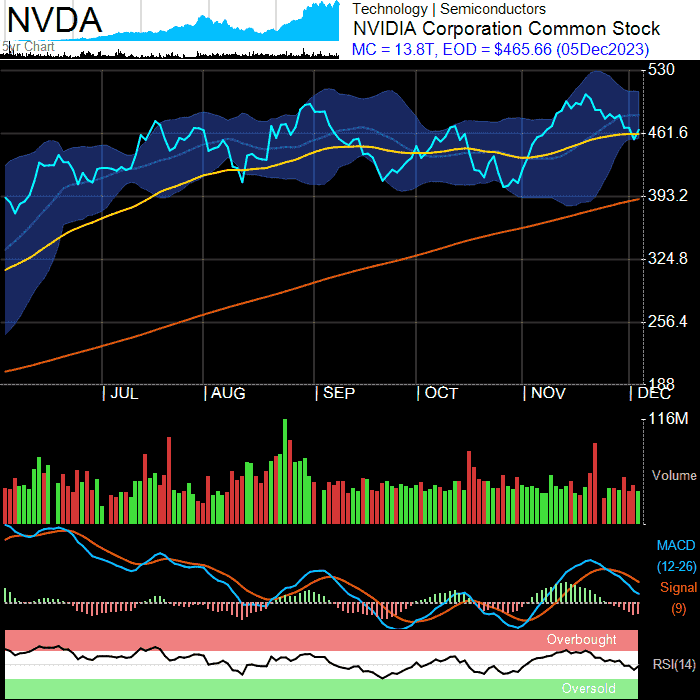 NVDA
5yr Chart
Technology | Semiconductors
NVIDIA Corporation Common Stock
MC = 13.8T, EOD = $465.66 (05Dec2023)
530
461.6
393.2
324.8
256.4
188
| JUL | AUG | SEP | OCT | NOV | DEC
116M
Volume
MACD
(12-26)
Signal
(9)
Overbought
RSI(14)
Oversold